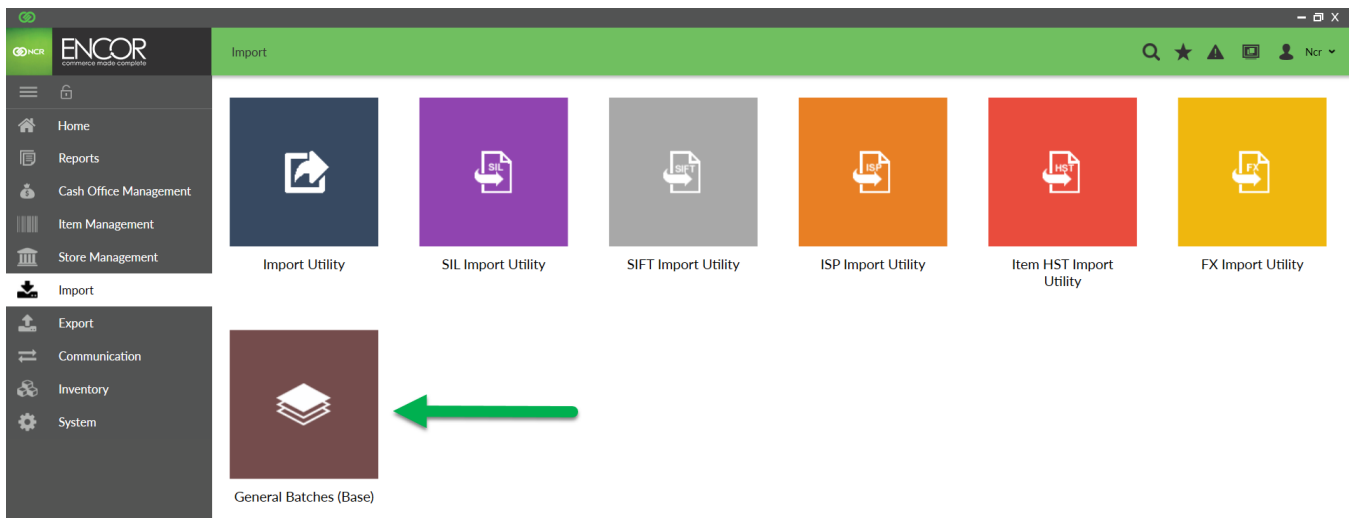 NCR
ENCOR
commerce made complete
Import
Ncr
Home
Reports
Cash Office Management
Item Management
Store Management
Import
Export
Communication
Inventory
System
SIL
SIFT
ISP
HST
FX
Import Utility
SIL Import Utility
SIFT Import Utility
ISP Import Utility
Item HST Import
Utility
FX Import Utility
General Batches (Base)